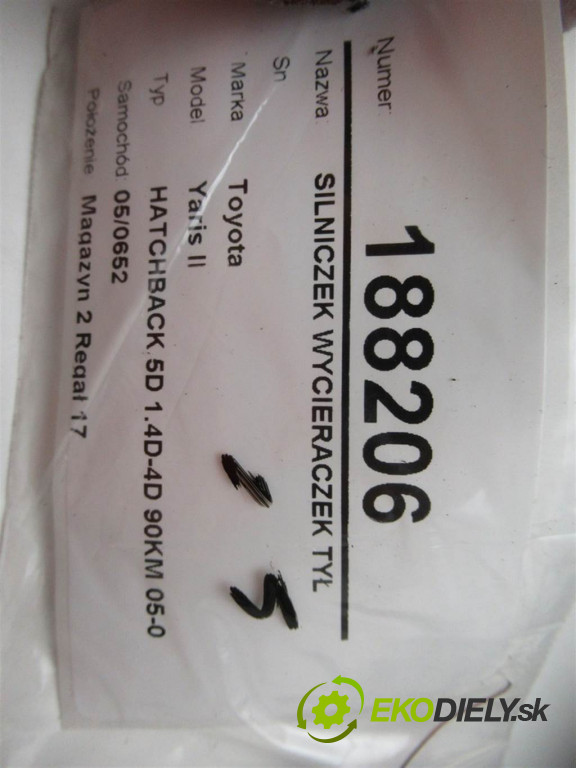 Numer: 188206
Nazwa SILNICZEK WYCIERACZEK TYŁ
Sn
Marka Toyota
Model Yaris II
Typ HATCHBACK 5D 1.4D-4D 90KM 05-0
Samochód: 05/0652
Położenie Magazyn 2 Regał 17
EKODIELY.sk